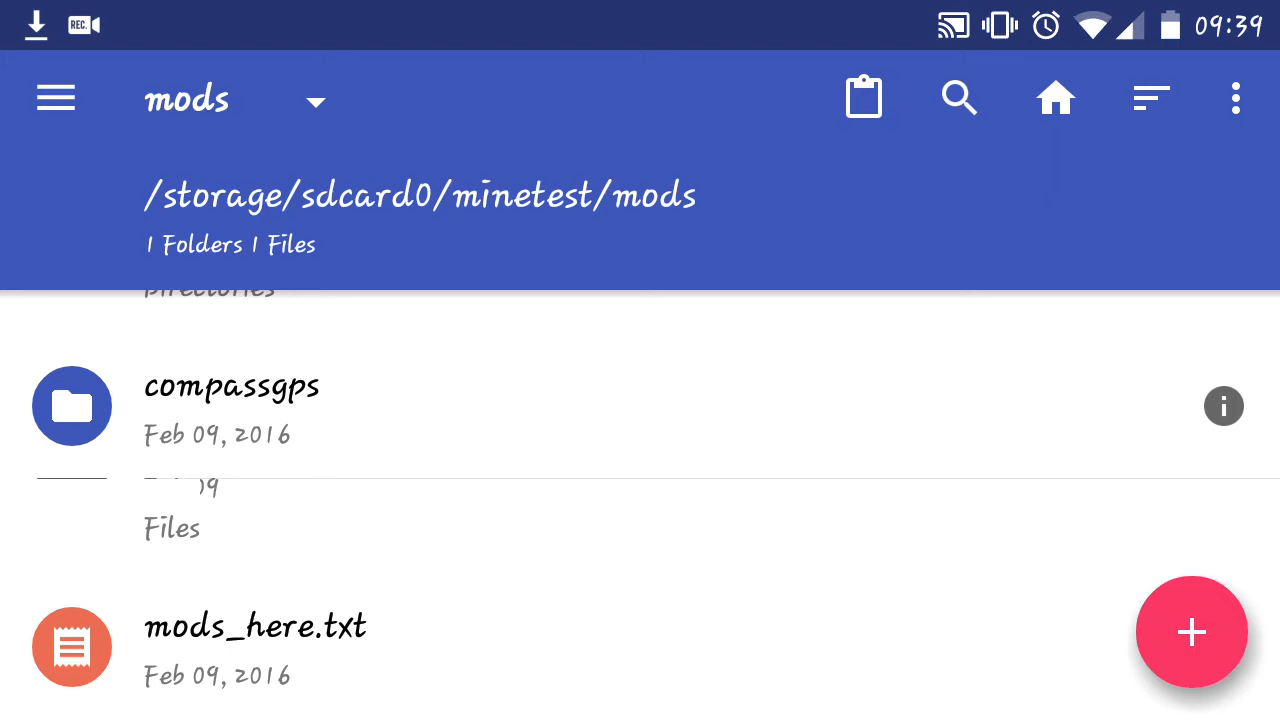 REC.
09:39
mods
/storage/sdcard0/minetest/mods
1 Folders 1 Files
Directories
compassgps
Feb 09, 2016
Files
mods_here.txt
Feb 09, 2016